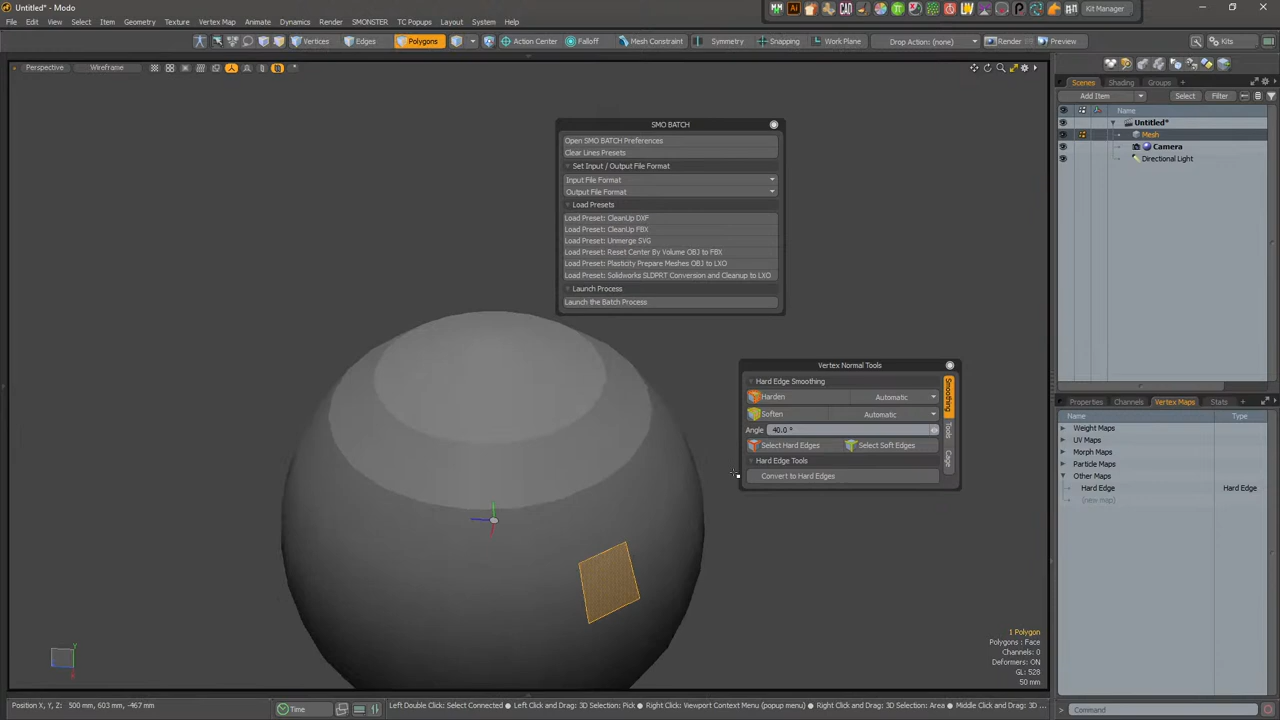 Untitled* - Modo
Kit Manager
File Edit View Select Item Geometry Texture Vertex Map Animate Dynamics Render SMONSTER TC Popups Layout System Help
Vertices Edges Polygons Action Center Falloff Mesh Constraint Symmetry Snapping Work Plane Drop Action: (none) Render Preview Kits
Perspective Wireframe
SMO BATCH
Open SMO BATCH Preferences
Clear Lines Presets
Set Input / Output File Format
Input File Format
Output File Format
Load Presets
Load Preset: CleanUp DXF
Load Preset: CleanUp FBX
Load Preset: Unmerge SVG
Load Preset: Reset Center By Volume OBJ to FBX
Load Preset: Plasticity Prepare Meshes OBJ to LXO
Load Preset: Solidworks SLDPRT Conversion and Cleanup to LXO
Launch Process
Launch the Batch Process
Vertex Normal Tools
Hard Edge Smoothing
Harden Automatic
Soften Automatic
Angle 40.0 °
Select Hard Edges Select Soft Edges
Hard Edge Tools
Convert to Hard Edges
Smoothing
Tools
Cage
1 Polygon
Polygons : Face
Channels: 0
Deformers: ON
GL: 528
50 mm
Scenes Shading Groups +
Add Item Select Filter
Name
Untitled*
Mesh
Camera
Directional Light
Properties Channels Vertex Maps Stats +
Name Type
Weight Maps
UV Maps
Morph Maps
Particle Maps
Other Maps
Hard Edge Hard Edge
(new map)
Position X, Y, Z: 500 mm, 603 mm, -467 mm
Time
Left Double Click: Select Connected | Left Click and Drag: 3D Selection: Pick | Right Click: Viewport Context Menu (popup menu) | Right Click and Drag: 3D Selection: Area | Middle Click and Drag: 3D ...
Command